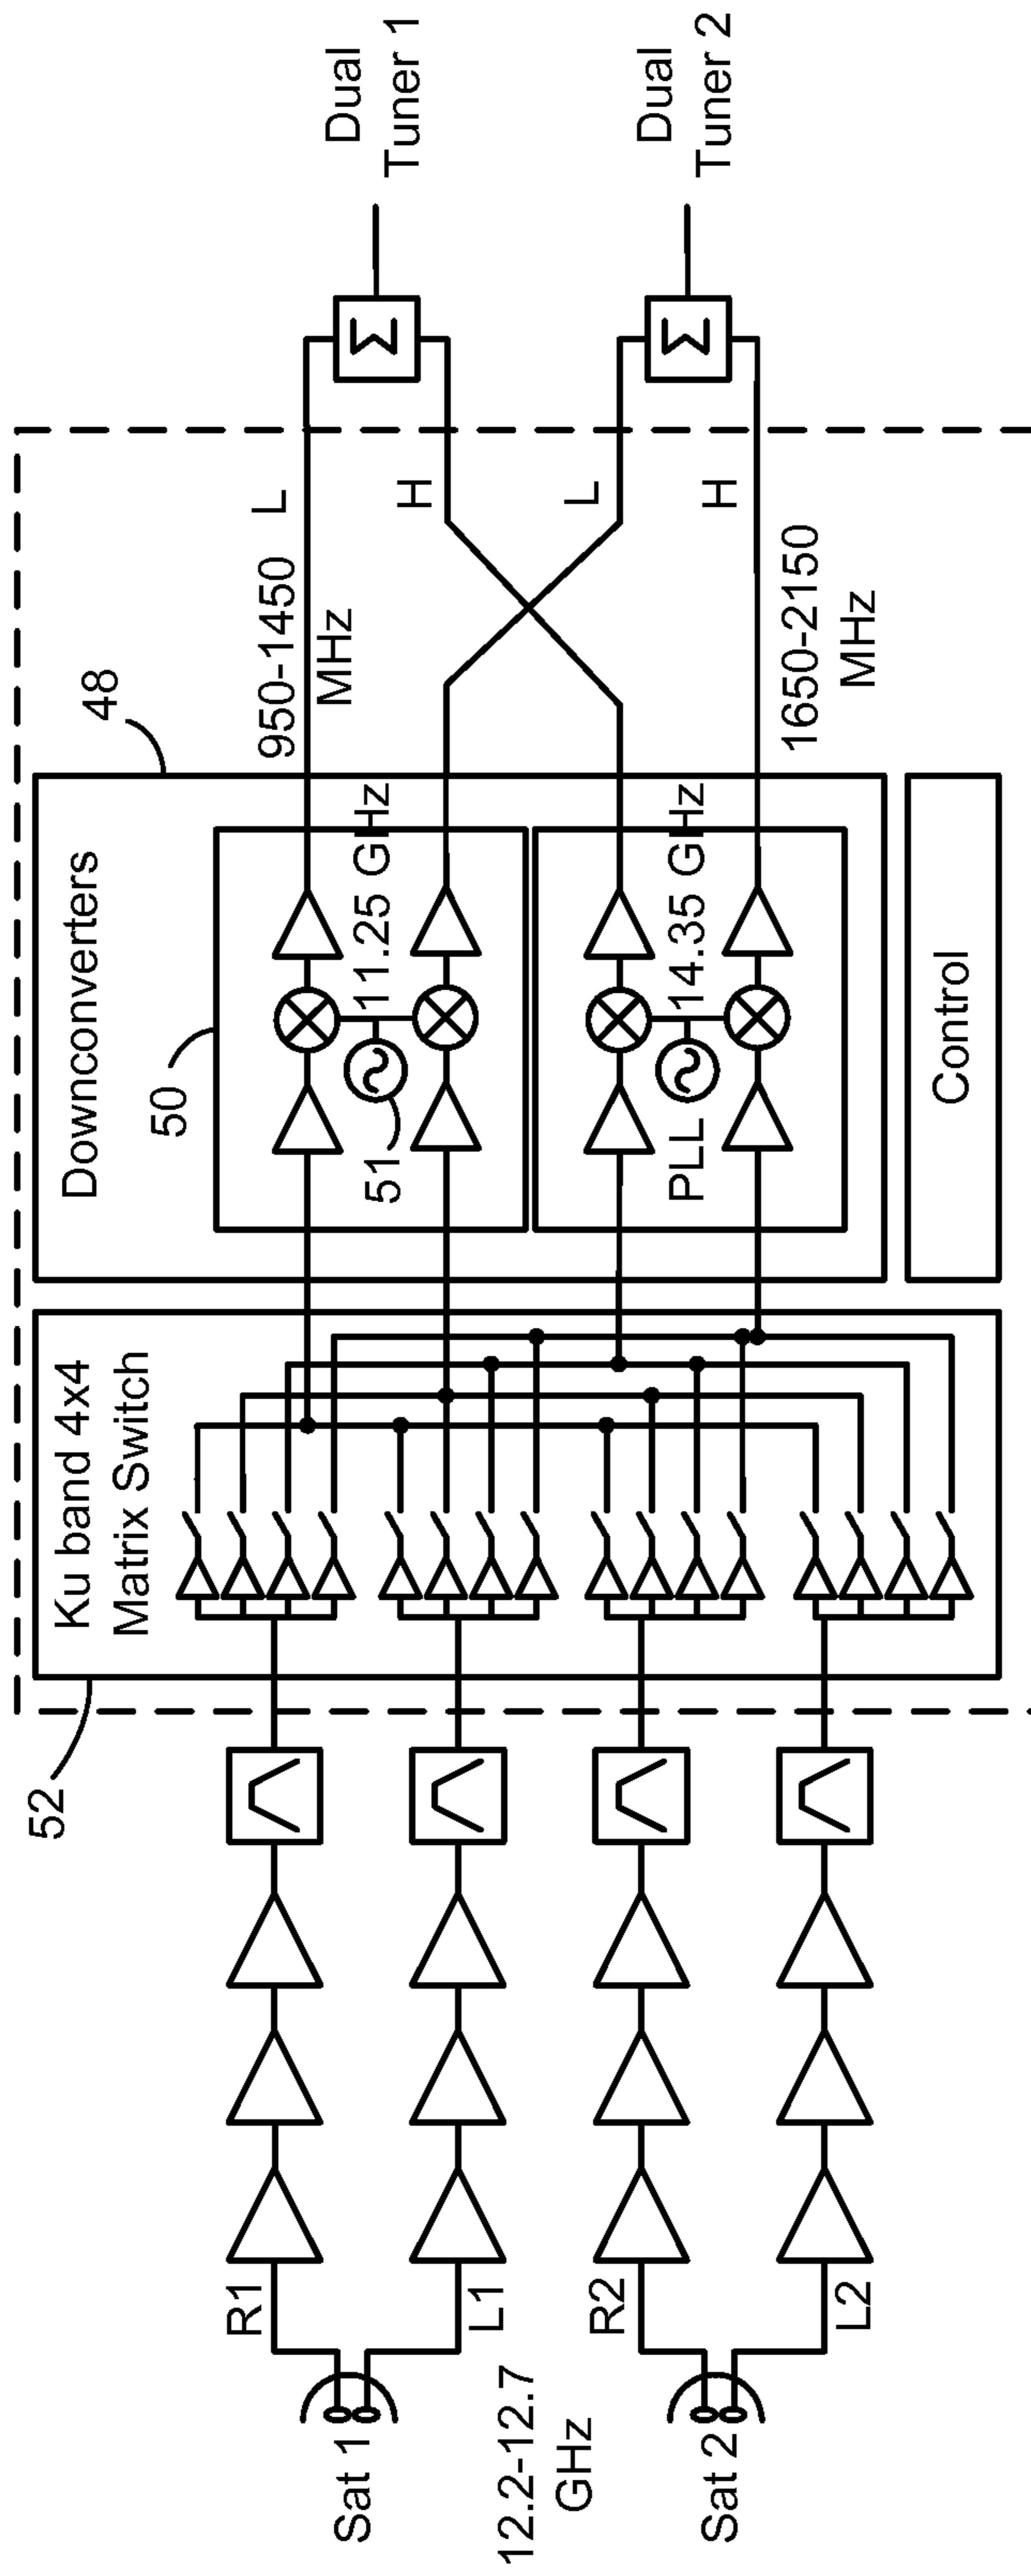 Sat 1
12.2-12.7
GHz
Sat 2
R1
L1
R2
L2
52
Ku band 4x4
Matrix Switch
Downconverters
48
50
51
11.25 GHz
PLL
14.35 GHz
Control
950-1450
MHz
L
H
L
H
1650-2150
MHz
Σ
Σ
Dual
Tuner 1
Dual
Tuner 2